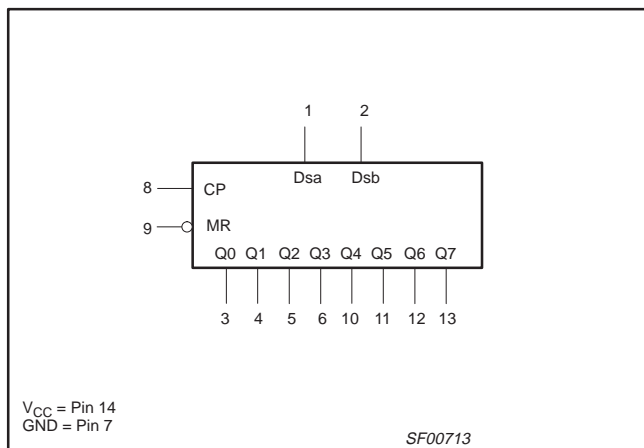 1 2
Dsa Dsb
8 CP
9 MR
Q0 Q1 Q2 Q3 Q4 Q5 Q6 Q7
3 4 5 6 10 11 12 13
VCC = Pin 14
GND = Pin 7
SF00713